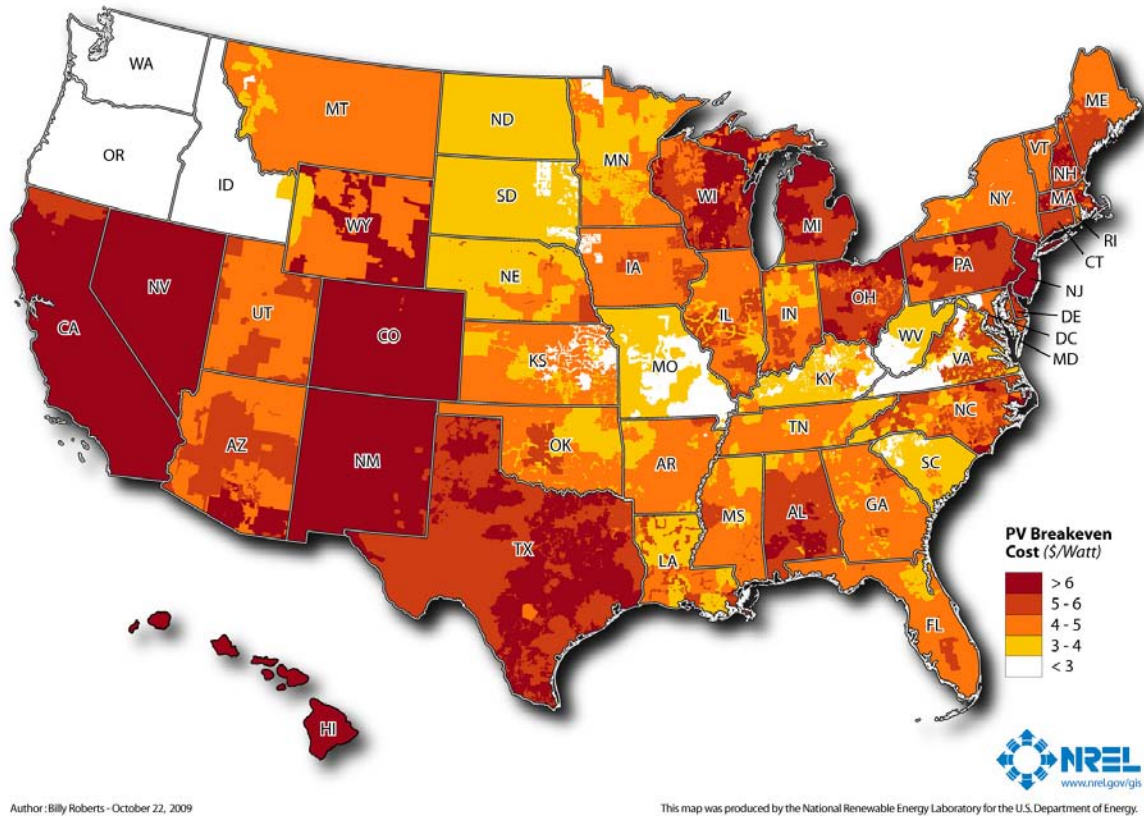 WA
MT
ND
ME
OR
MN
VT
ID
SD
NH
WI
NY
MA
WY
MI
RI
CT
IA
PA
NE
NJ
NV
OH
UT
IL
IN
DE
CA
CO
DC
WV
MD
KS
MO
VA
KY
NC
TN
AZ
OK
NM
AR
SC
MS
AL
GA
PV Breakeven
Cost ($/Watt)
TX
LA
> 6
5 - 6
4 - 5
FL
3 - 4
< 3
HI
NREL
www.nrel.gov/gis
Author : Billy Roberts - October 22, 2009
This map was produced by the National Renewable Energy Laboratory for the U.S. Department of Energy.